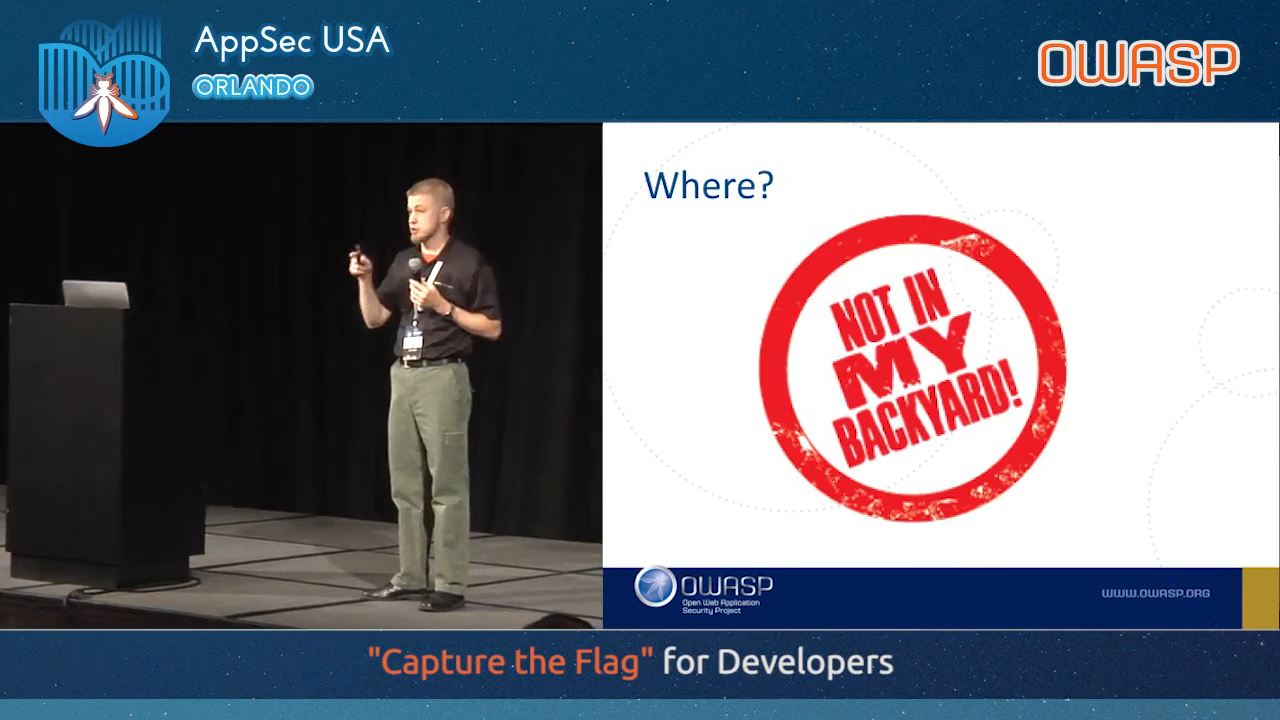 AppSec USA
ORLANDO
OWASP
Where?
NOT IN
MY
BACKYARD!
OWASP
Open Web Application
Security Project
WWW.OWASP.ORG
"Capture the Flag" for Developers